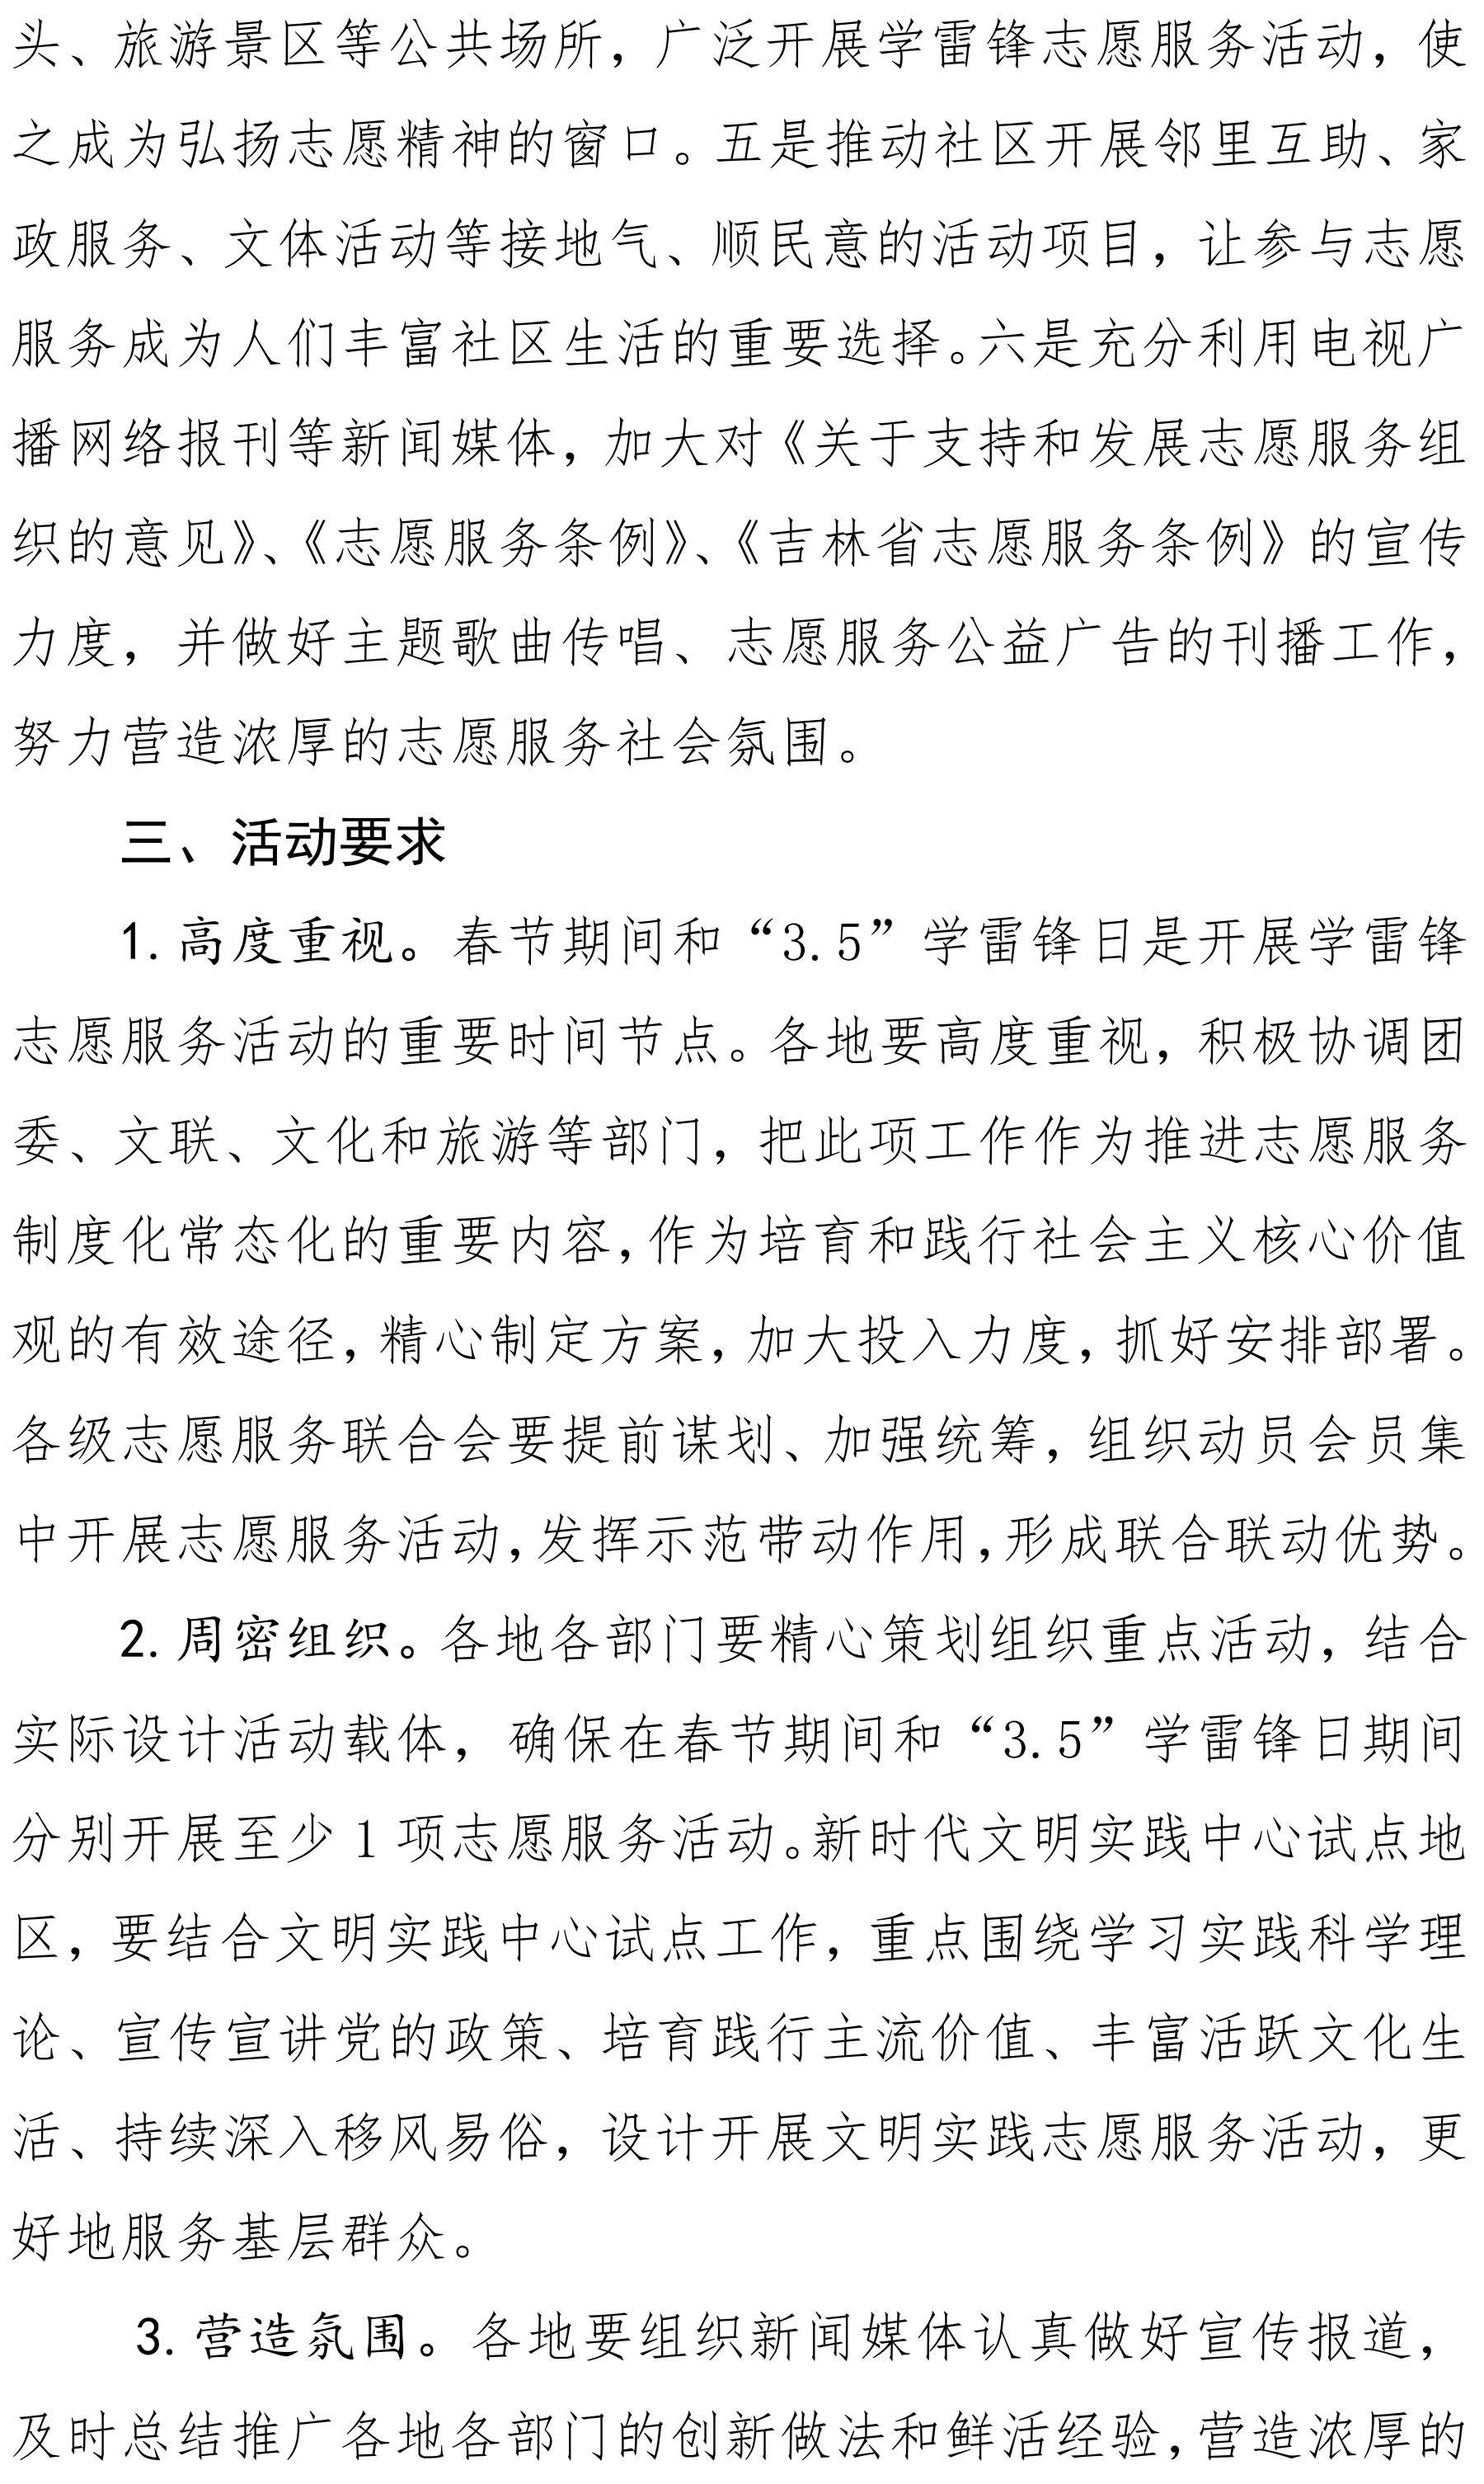 头、旅游景区等公共场所，广泛开展学雷锋志愿服务活动，使
之成为弘扬志愿精神的窗口。五是推动社区开展邻里互助、家
政服务、文体活动等接地气、顺民意的活动项目，让参与志愿
服务成为人们丰富社区生活的重要选择。六是充分利用电视广
播网络报刊等新闻媒体，加大对《关于支持和发展志愿服务组
织的意见》、《志愿服务条例》、《吉林省志愿服务条例》的宣传
力度，并做好主题歌曲传唱、志愿服务公益广告的刊播工作，
努力营造浓厚的志愿服务社会氛围。
三、活动要求
1.高度重视。春节期间和“3.5”学雷锋日是开展学雷锋
志愿服务活动的重要时间节点。各地要高度重视，积极协调团
委、文联、文化和旅游等部门，把此项工作作为推进志愿服务
制度化常态化的重要内容，作为培育和践行社会主义核心价值
观的有效途径，精心制定方案，加大投入力度，抓好安排部署。
各级志愿服务联合会要提前谋划、加强统筹，组织动员会员集
中开展志愿服务活动，发挥示范带动作用，形成联合联动优势。
2.周密组织。各地各部门要精心策划组织重点活动，结合
实际设计活动载体，确保在春节期间和“3.5”学雷锋日期间
分别开展至少 1 项志愿服务活动。新时代文明实践中心试点地
区，要结合文明实践中心试点工作，重点围绕学习实践科学理
论、宣传宣讲党的政策、培育践行主流价值、丰富活跃文化生
活、持续深入移风易俗，设计开展文明实践志愿服务活动，更
好地服务基层群众。
3.营造氛围。各地要组织新闻媒体认真做好宣传报道，
及时总结推广各地各部门的创新做法和鲜活经验，营造浓厚的